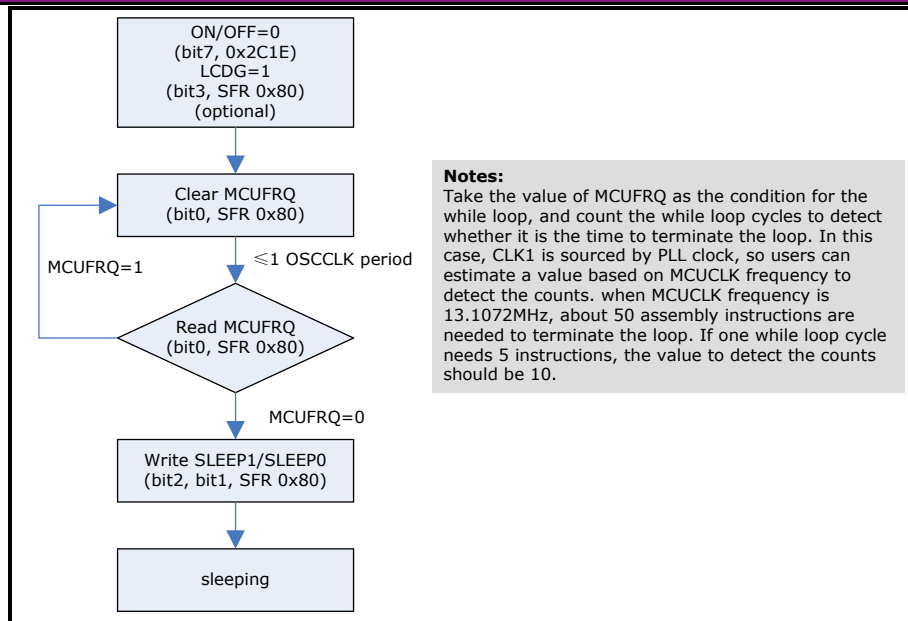 ON/OFF=0
(bit7, 0x2C1E)
LCDG=1
(bit3, SFR 0x80)
(optional)
Clear MCUFRQ
(bit0, SFR 0x80)
MCUFRQ=1
≤1 OSCCLK period
Read MCUFRQ
(bit0, SFR 0x80)
MCUFRQ=0
Write SLEEP1/SLEEP0
(bit2, bit1, SFR 0x80)
sleeping
Notes:
Take the value of MCUFRQ as the condition for the
while loop, and count the while loop cycles to detect
whether it is the time to terminate the loop. In this
case, CLK1 is sourced by PLL clock, so users can
estimate a value based on MCUCLK frequency to
detect the counts. when MCUCLK frequency is
13.1072MHz, about 50 assembly instructions are
needed to terminate the loop. If one while loop cycle
needs 5 instructions, the value to detect the counts
should be 10.